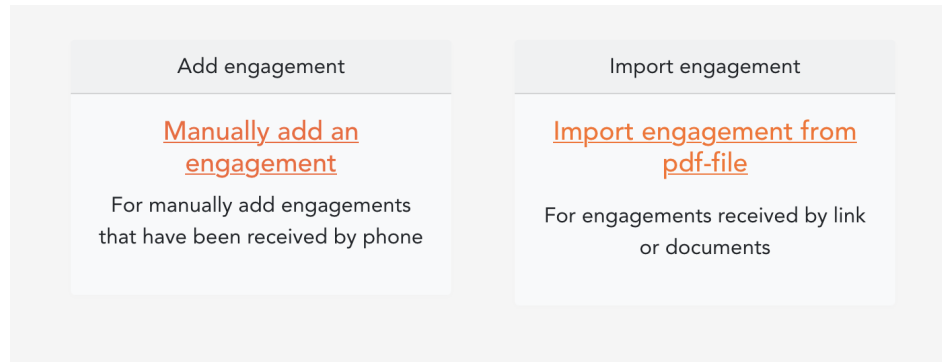 Add engagement
Manually add an
engagement
For manually add engagements
that have been received by phone
Import engagement
Import engagement from
pdf-file
For engagements received by link
or documents